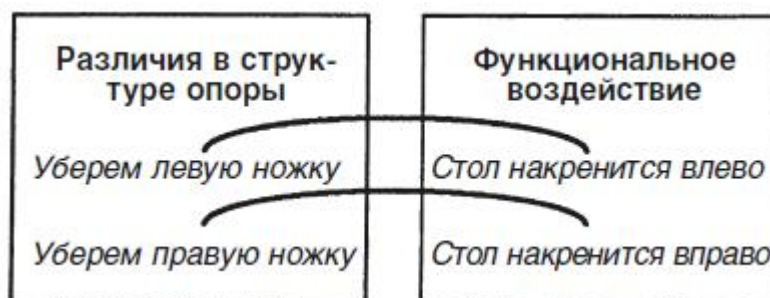 Различия в струк-
туре опоры
Уберем левую ножку
Уберем правую ножку
Функциональное
воздействие
Стол накренится влево
Стол накренится вправо